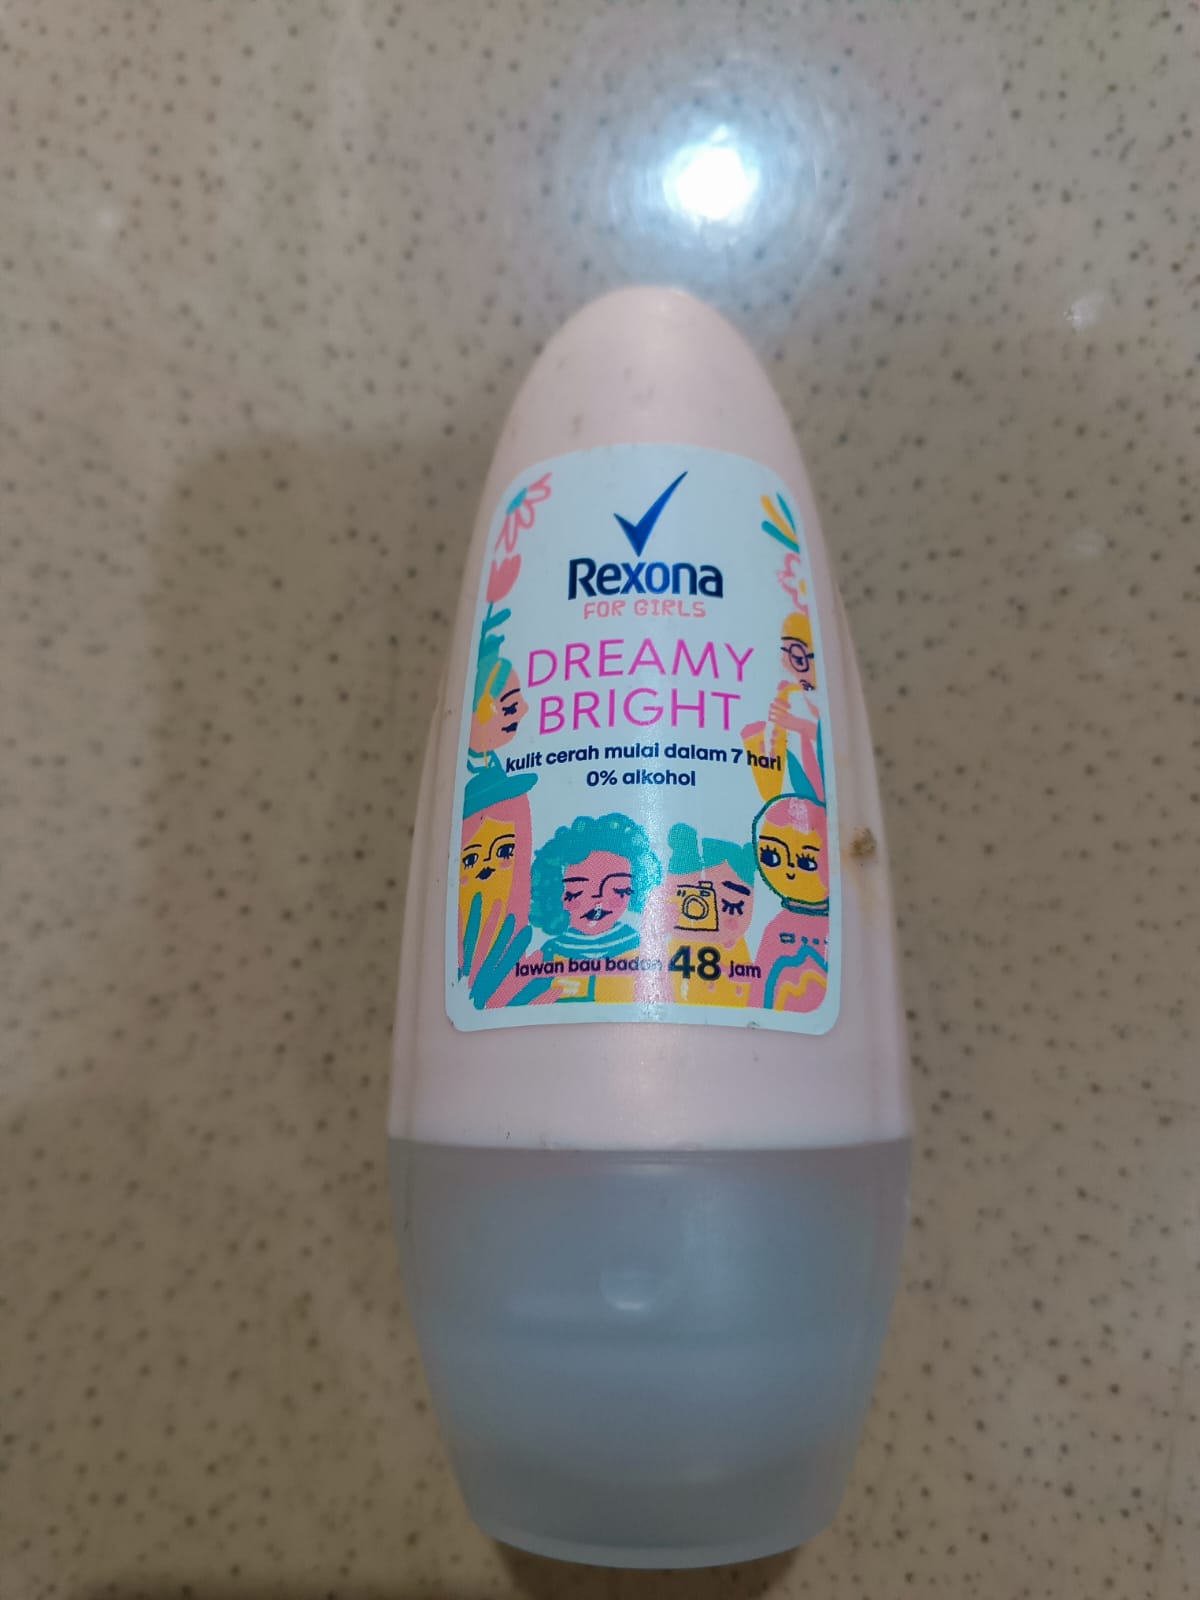 Rexona
FOR GIRLS
DREAMY
BRIGHT
kulit cerah mulai dalam 7 hari
0% alkohol
lawan bau badan 48 jam